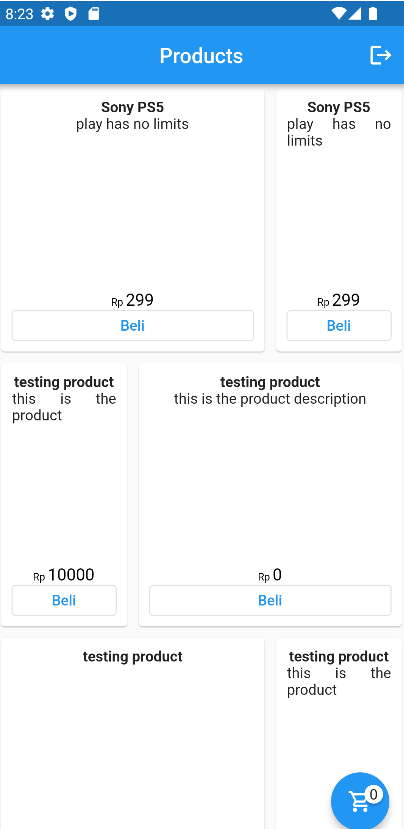 8:23
Products
Sony PS5
play has no limits
Rp 299
Beli
Sony PS5
play has no
limits
Rp 299
Beli
testing product
this is the
product
Rp 10000
Beli
testing product
this is the product description
Rp 0
Beli
testing product
testing product
this is the
product
0